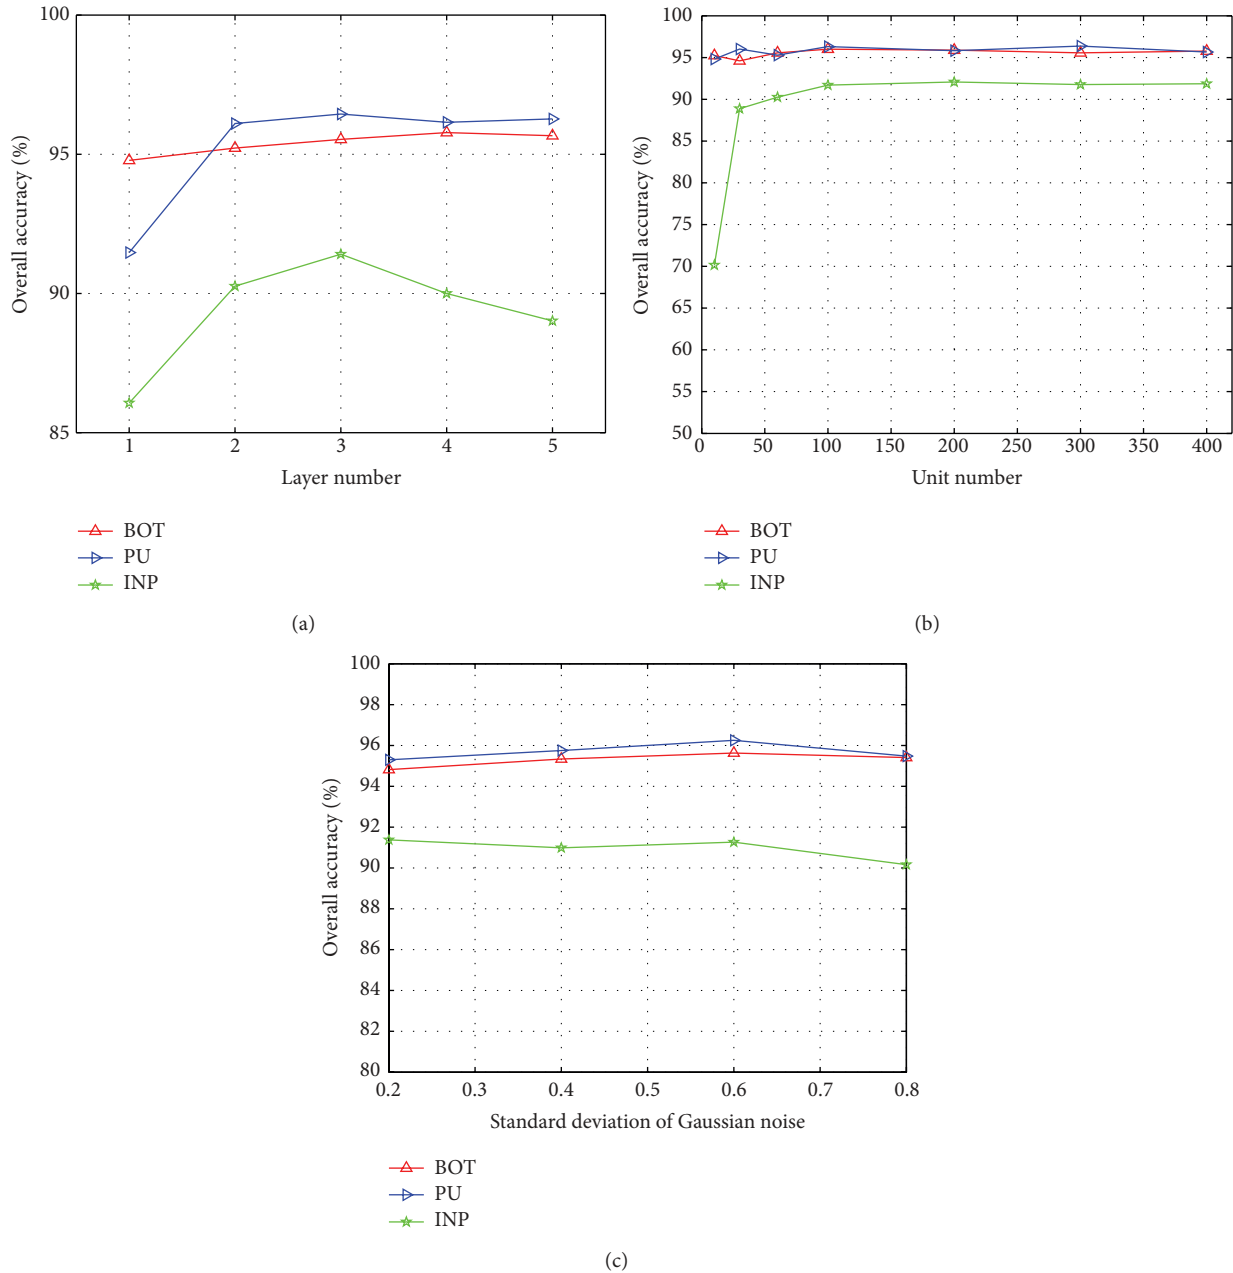 100
95
90
85
Overall accuracy (%)
1 2 3 4 5
Layer number
BOT
PU
INP
(a)
100
95
90
85
80
75
70
65
60
55
50
Overall accuracy (%)
0 50 100 150 200 250 300 350 400
Unit number
BOT
PU
INP
(b)
100
98
96
94
92
90
88
86
84
82
80
Overall accuracy (%)
0.2 0.3 0.4 0.5 0.6 0.7 0.8
Standard deviation of Gaussian noise
BOT
PU
INP
(c)